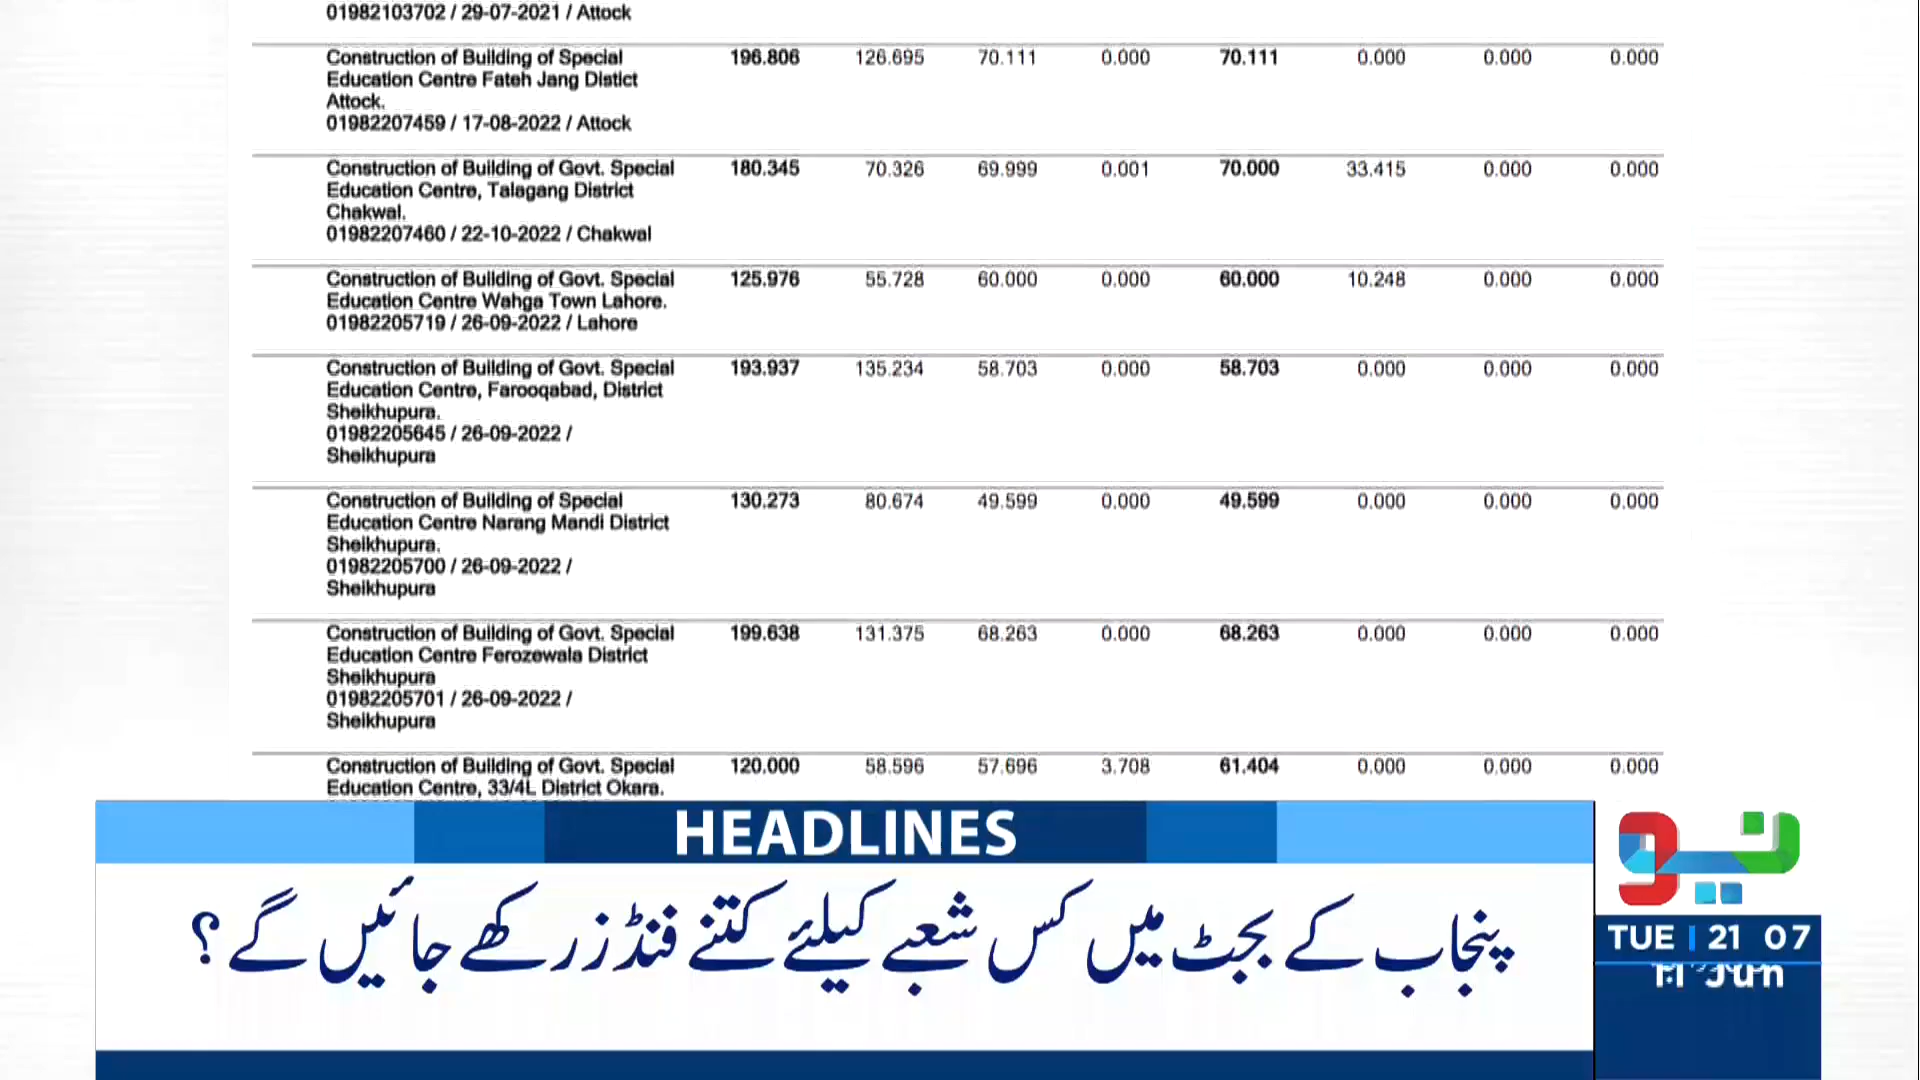 01982103702 / 29-07-2021 / Attock
Construction of Building of Special 196.806 126.695 70.111 0.000 70.111 0.000 0.000 0.000
Education Centre Fateh Jang Distict
Attock.
01982207459 / 17-08-2022 / Attock
Construction of Building of Govt. Special 180.345 70.326 69.999 0.001 70.000 33.415 0.000 0.000
Education Centre, Talagang District
Chakwal.
01982207460 / 22-10-2022 / Chakwal
Construction of Building of Govt. Special 125.976 55.728 60.000 0.000 60.000 10.248 0.000 0.000
Education Centre Wahga Town Lahore.
01982205719 / 26-09-2022 / Lahore
Construction of Building of Govt. Special 193.937 135.234 58.703 0.000 58.703 0.000 0.000 0.000
Education Centre, Farooqabad, District
Sheikhupura.
01982205645 / 26-09-2022 /
Sheikhupura
Construction of Building of Special 130.273 80.674 49.599 0.000 49.599 0.000 0.000 0.000
Education Centre Narang Mandi District
Sheikhupura.
01982205700 / 26-09-2022 /
Sheikhupura
Construction of Building of Govt. Special 199.638 131.375 68.263 0.000 68.263 0.000 0.000 0.000
Education Centre Ferozewala District
Sheikhupura
01982205701 / 26-09-2022 /
Sheikhupura
Construction of Building of Govt. Special 120.000 58.596 57.696 3.708 61.404 0.000 0.000 0.000
Education Centre, 33/4L District Okara.
HEADLINES
پنجاب کے بجٹ میں کس شعبے کیلئے کتنے فنڈز رکھے جائیں گے؟
نیو
TUE 21 07
11 Jun